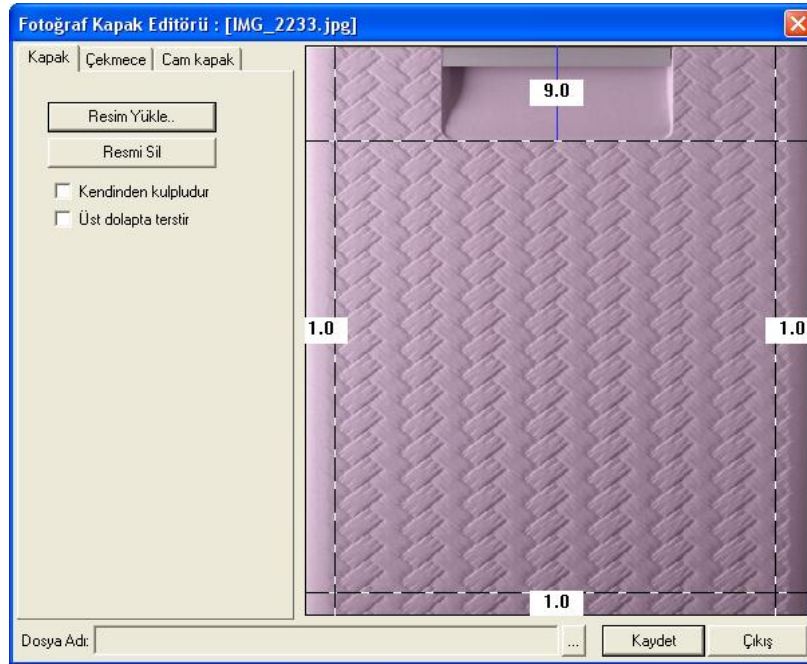 Fotoğraf Kapak Editörü : [IMG_2233.jpg]
Kapak
Çekmece
Cam kapak
Resim Yükle..
Resmi Sil
Kendinden kulpludur
Üst dolapta terstir
9.0
1.0
1.0
1.0
Dosya Adı:
...
Kaydet
Çıkış